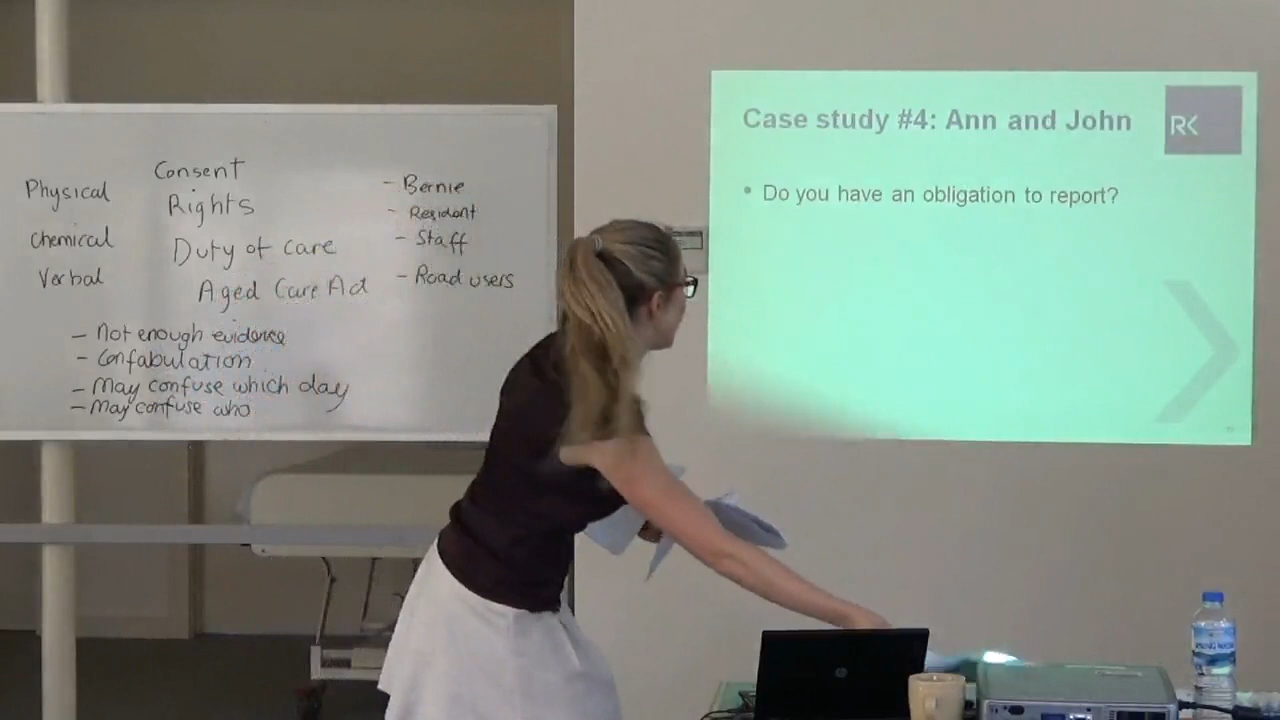 Consent
Physical
Rights
Chemical
Duty of care
Verbal
Aged Care Act
- Not enough evidence
- Confabulation
- May confuse which day
- May confuse who
- Bernie
- Resident
- Staff
- Road users
Case study #4: Ann and John
RK
• Do you have an obligation to report?